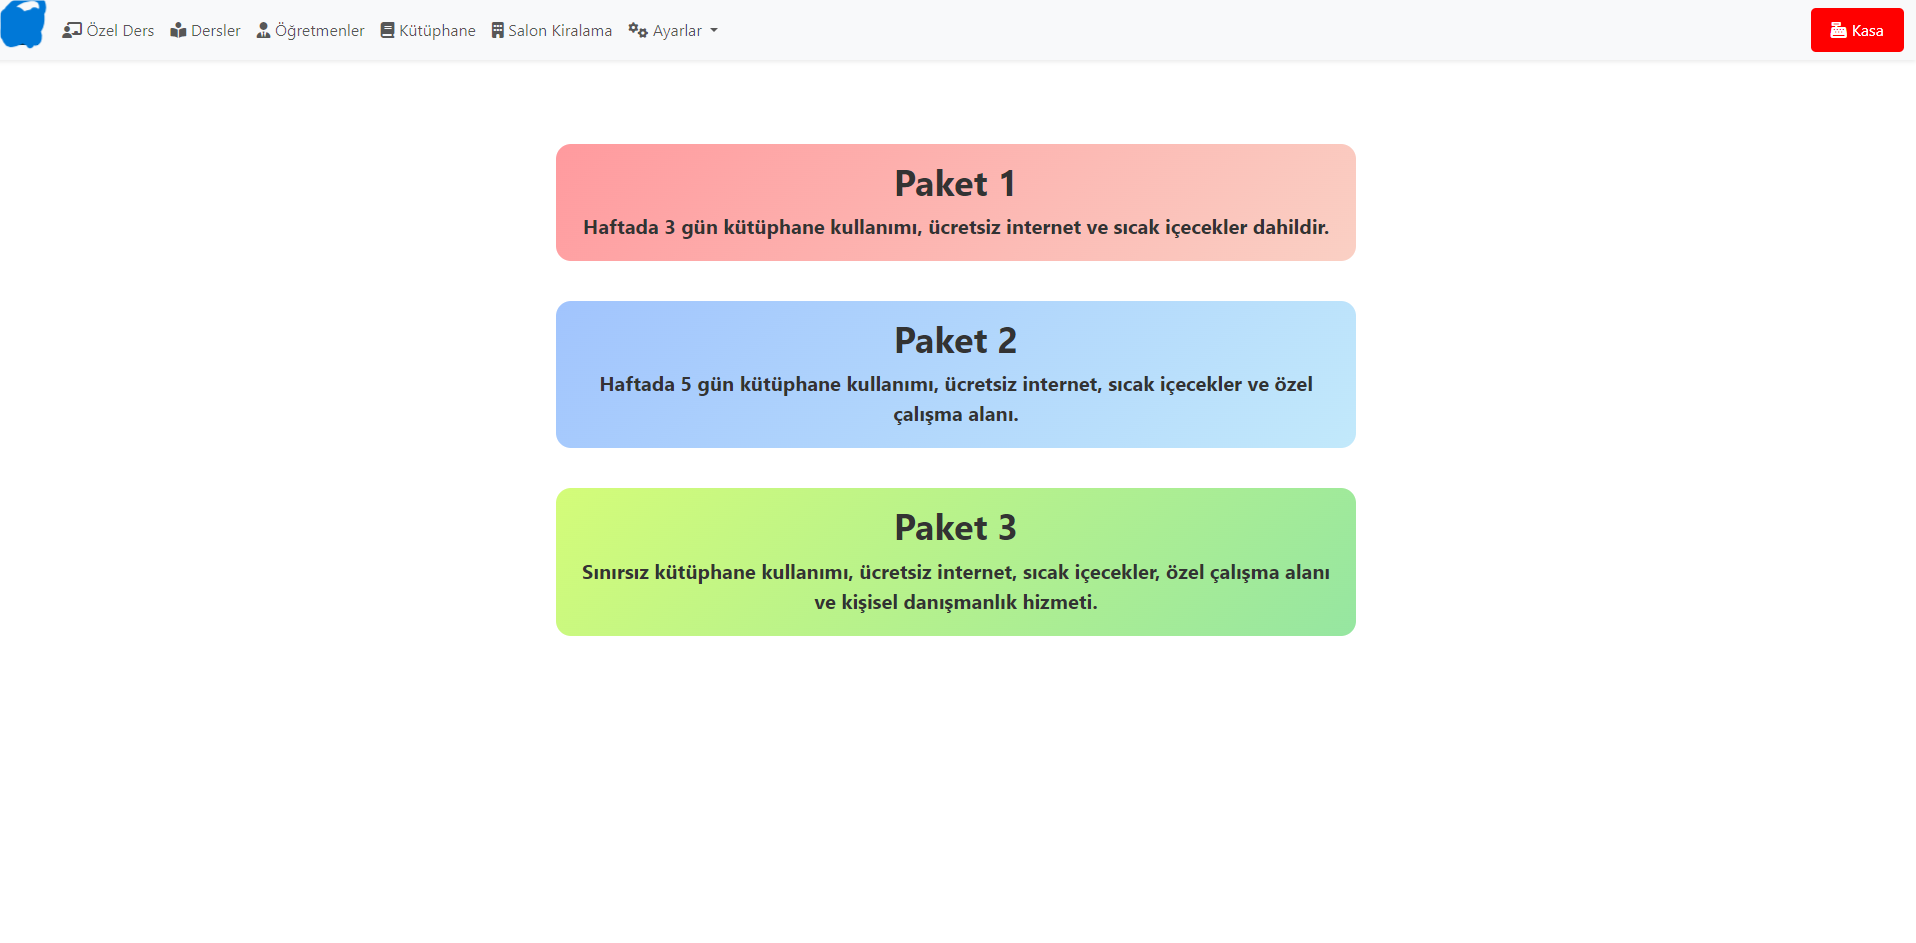 Özel Ders Dersler Öğretmenler Kütüphane Salon Kiralama Ayarlar Kasa
Paket 1
Haftada 3 gün kütüphane kullanımı, ücretsiz internet ve sıcak içecekler dahildir.
Paket 2
Haftada 5 gün kütüphane kullanımı, ücretsiz internet, sıcak içecekler ve özel
çalışma alanı.
Paket 3
Sınırsız kütüphane kullanımı, ücretsiz internet, sıcak içecekler, özel çalışma alanı
ve kişisel danışmanlık hizmeti.